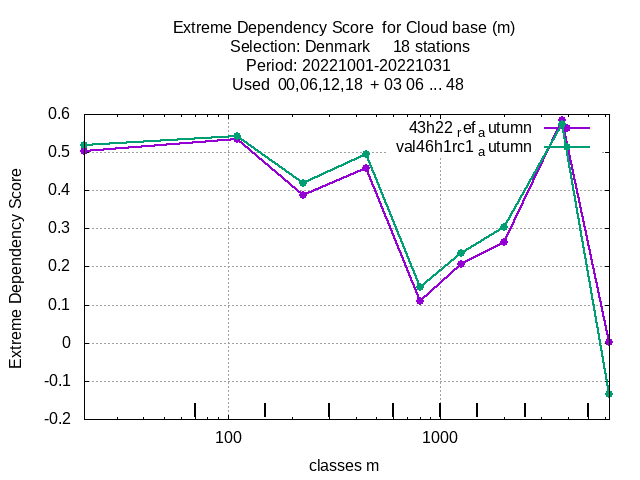 Extreme Dependency Score  for Cloud base (m)
Selection: Denmark     18 stations
Period: 20221001-20221031
Used  00,06,12,18  + 03 06 ... 48
43h22 ref a utumn
val46h1rc1 a utumn
0.6
0.5
0.4
0.3
0.2
0.1
0
-0.1
-0.2
Extreme Dependency Score
100
1000
classes m